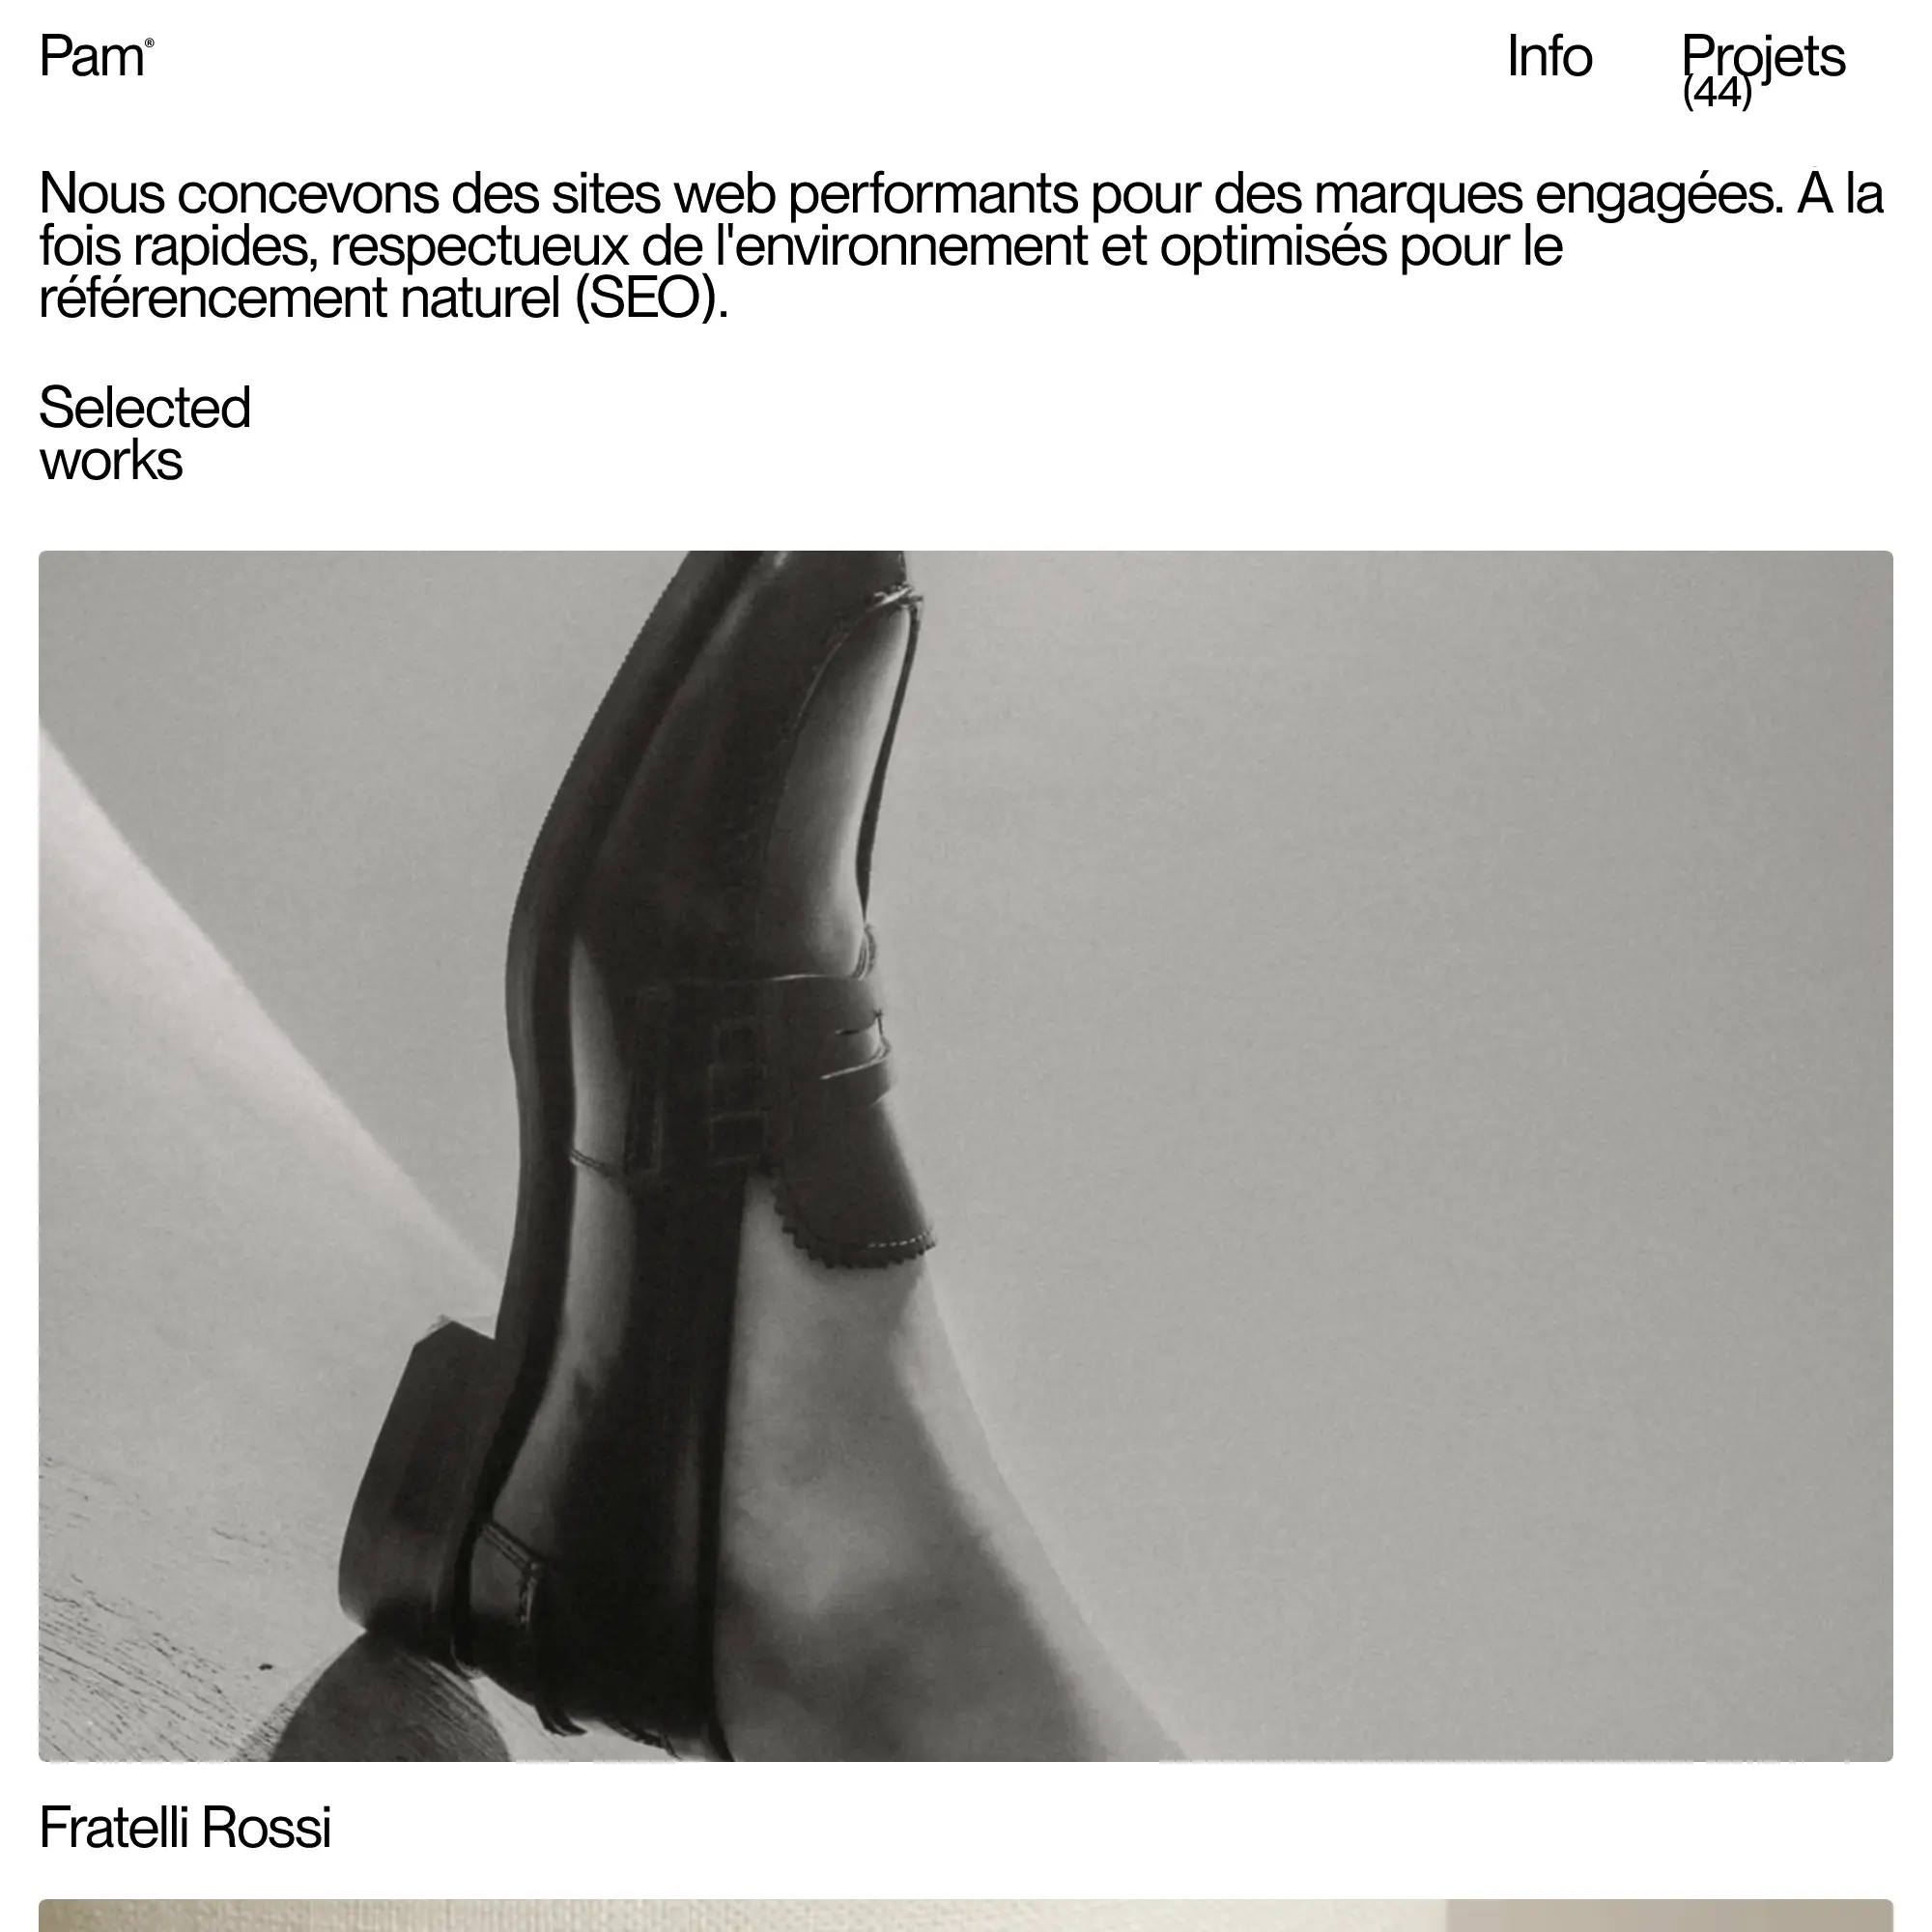 Pam®
Info
Projets
(44)
Nous concevons des sites web performants pour des marques engagées. À la
fois rapides, respectueux de l'environnement et optimisés pour le
référencement naturel (SEO).
Selected
works
Fratelli Rossi